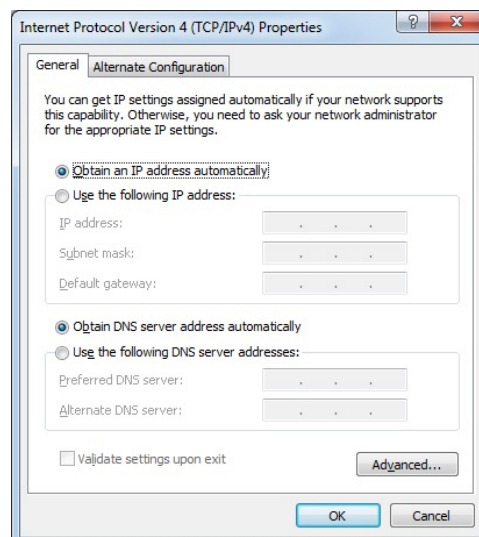 Internet Protocol Version 4 (TCP/IPv4) Properties
General
Alternate Configuration
You can get IP settings assigned automatically if your network supports
this capability. Otherwise, you need to ask your network administrator
for the appropriate IP settings.
Obtain an IP address automatically
Use the following IP address:
IP address:
Subnet mask:
Default gateway:
Obtain DNS server address automatically
Use the following DNS server addresses:
Preferred DNS server:
Alternate DNS server:
Validate settings upon exit
Advanced...
OK
Cancel